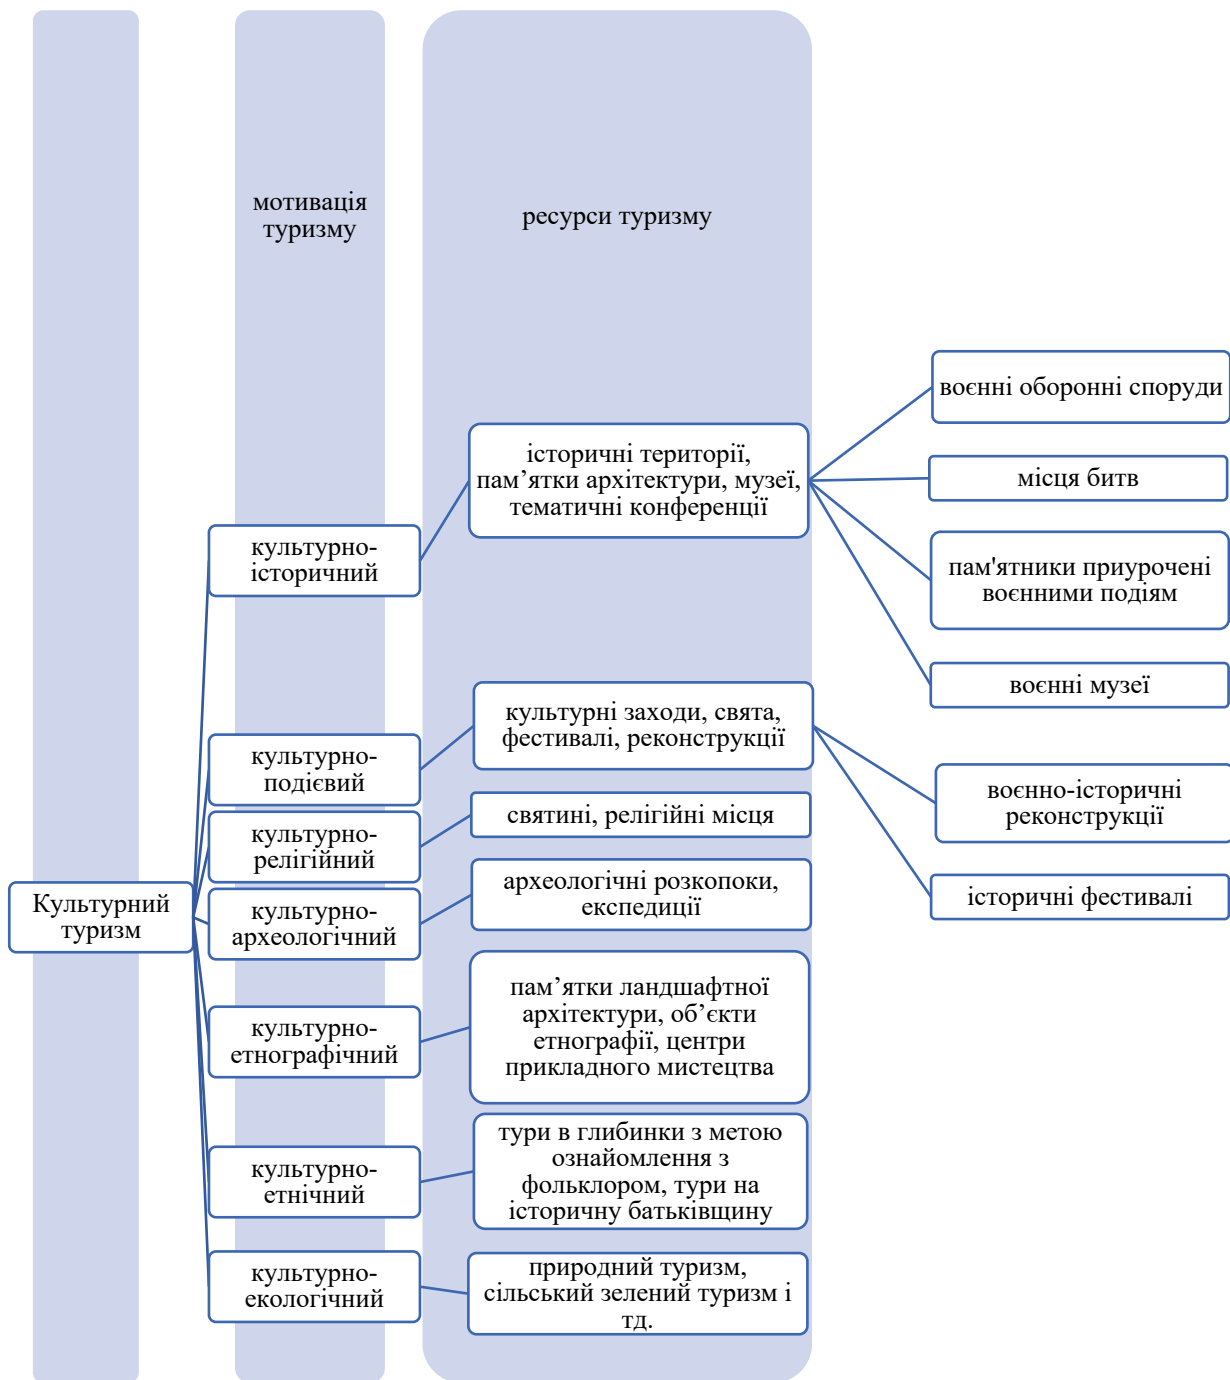 мотивація
туризму
ресурси туризму
Культурний
туризм
культурно-
історичний
історичні території,
пам’ятки архітектури, музеї,
тематичні конференції
воєнні оборонні споруди
місця битв
пам'ятники приурочені
воєнними подіям
воєнні музеї
культурно-
подієвий
культурні заходи, свята,
фестивалі, реконструкції
воєнно-історичні
реконструкції
історичні фестивалі
культурно-
релігійний
святині, релігійні місця
культурно-
археологічний
археологічні розкопоки,
експедиції
культурно-
етнографічний
пам’ятки ландшафтної
архітектури, об’єкти
етнографії, центри
прикладного мистецтва
культурно-
етнічний
тури в глибинки з метою
ознайомлення з
фольклором, тури на
історичну батьківщину
культурно-
екологічний
природний туризм,
сільський зелений туризм і
тд.